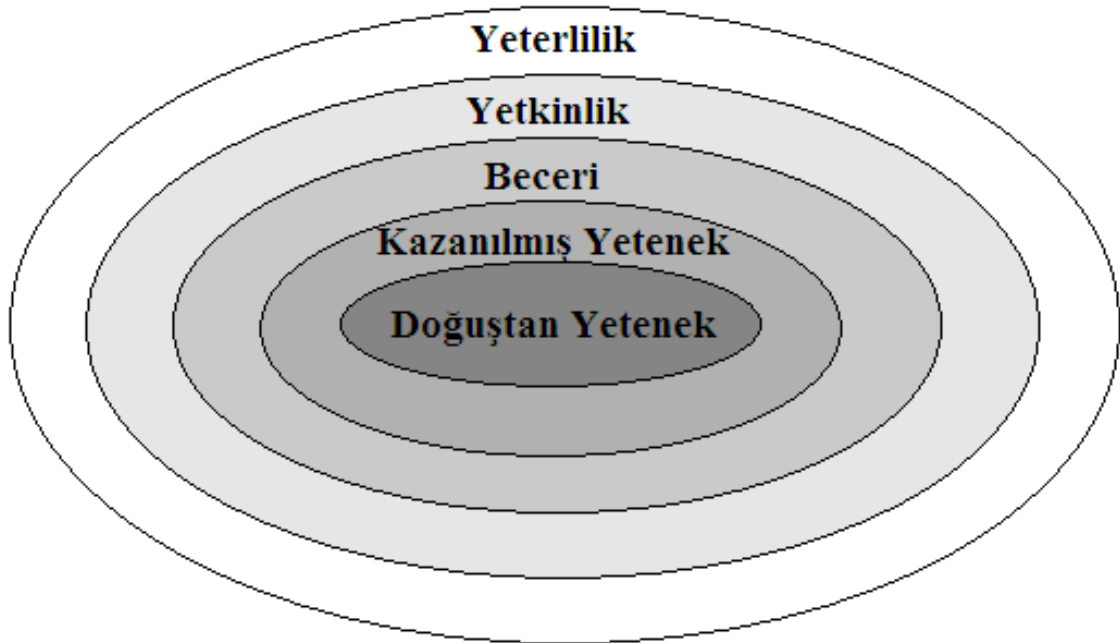 Yeterlilik
Yetkinlik
Beceri
Kazanılmış Yetenek
Doğuştan Yetenek